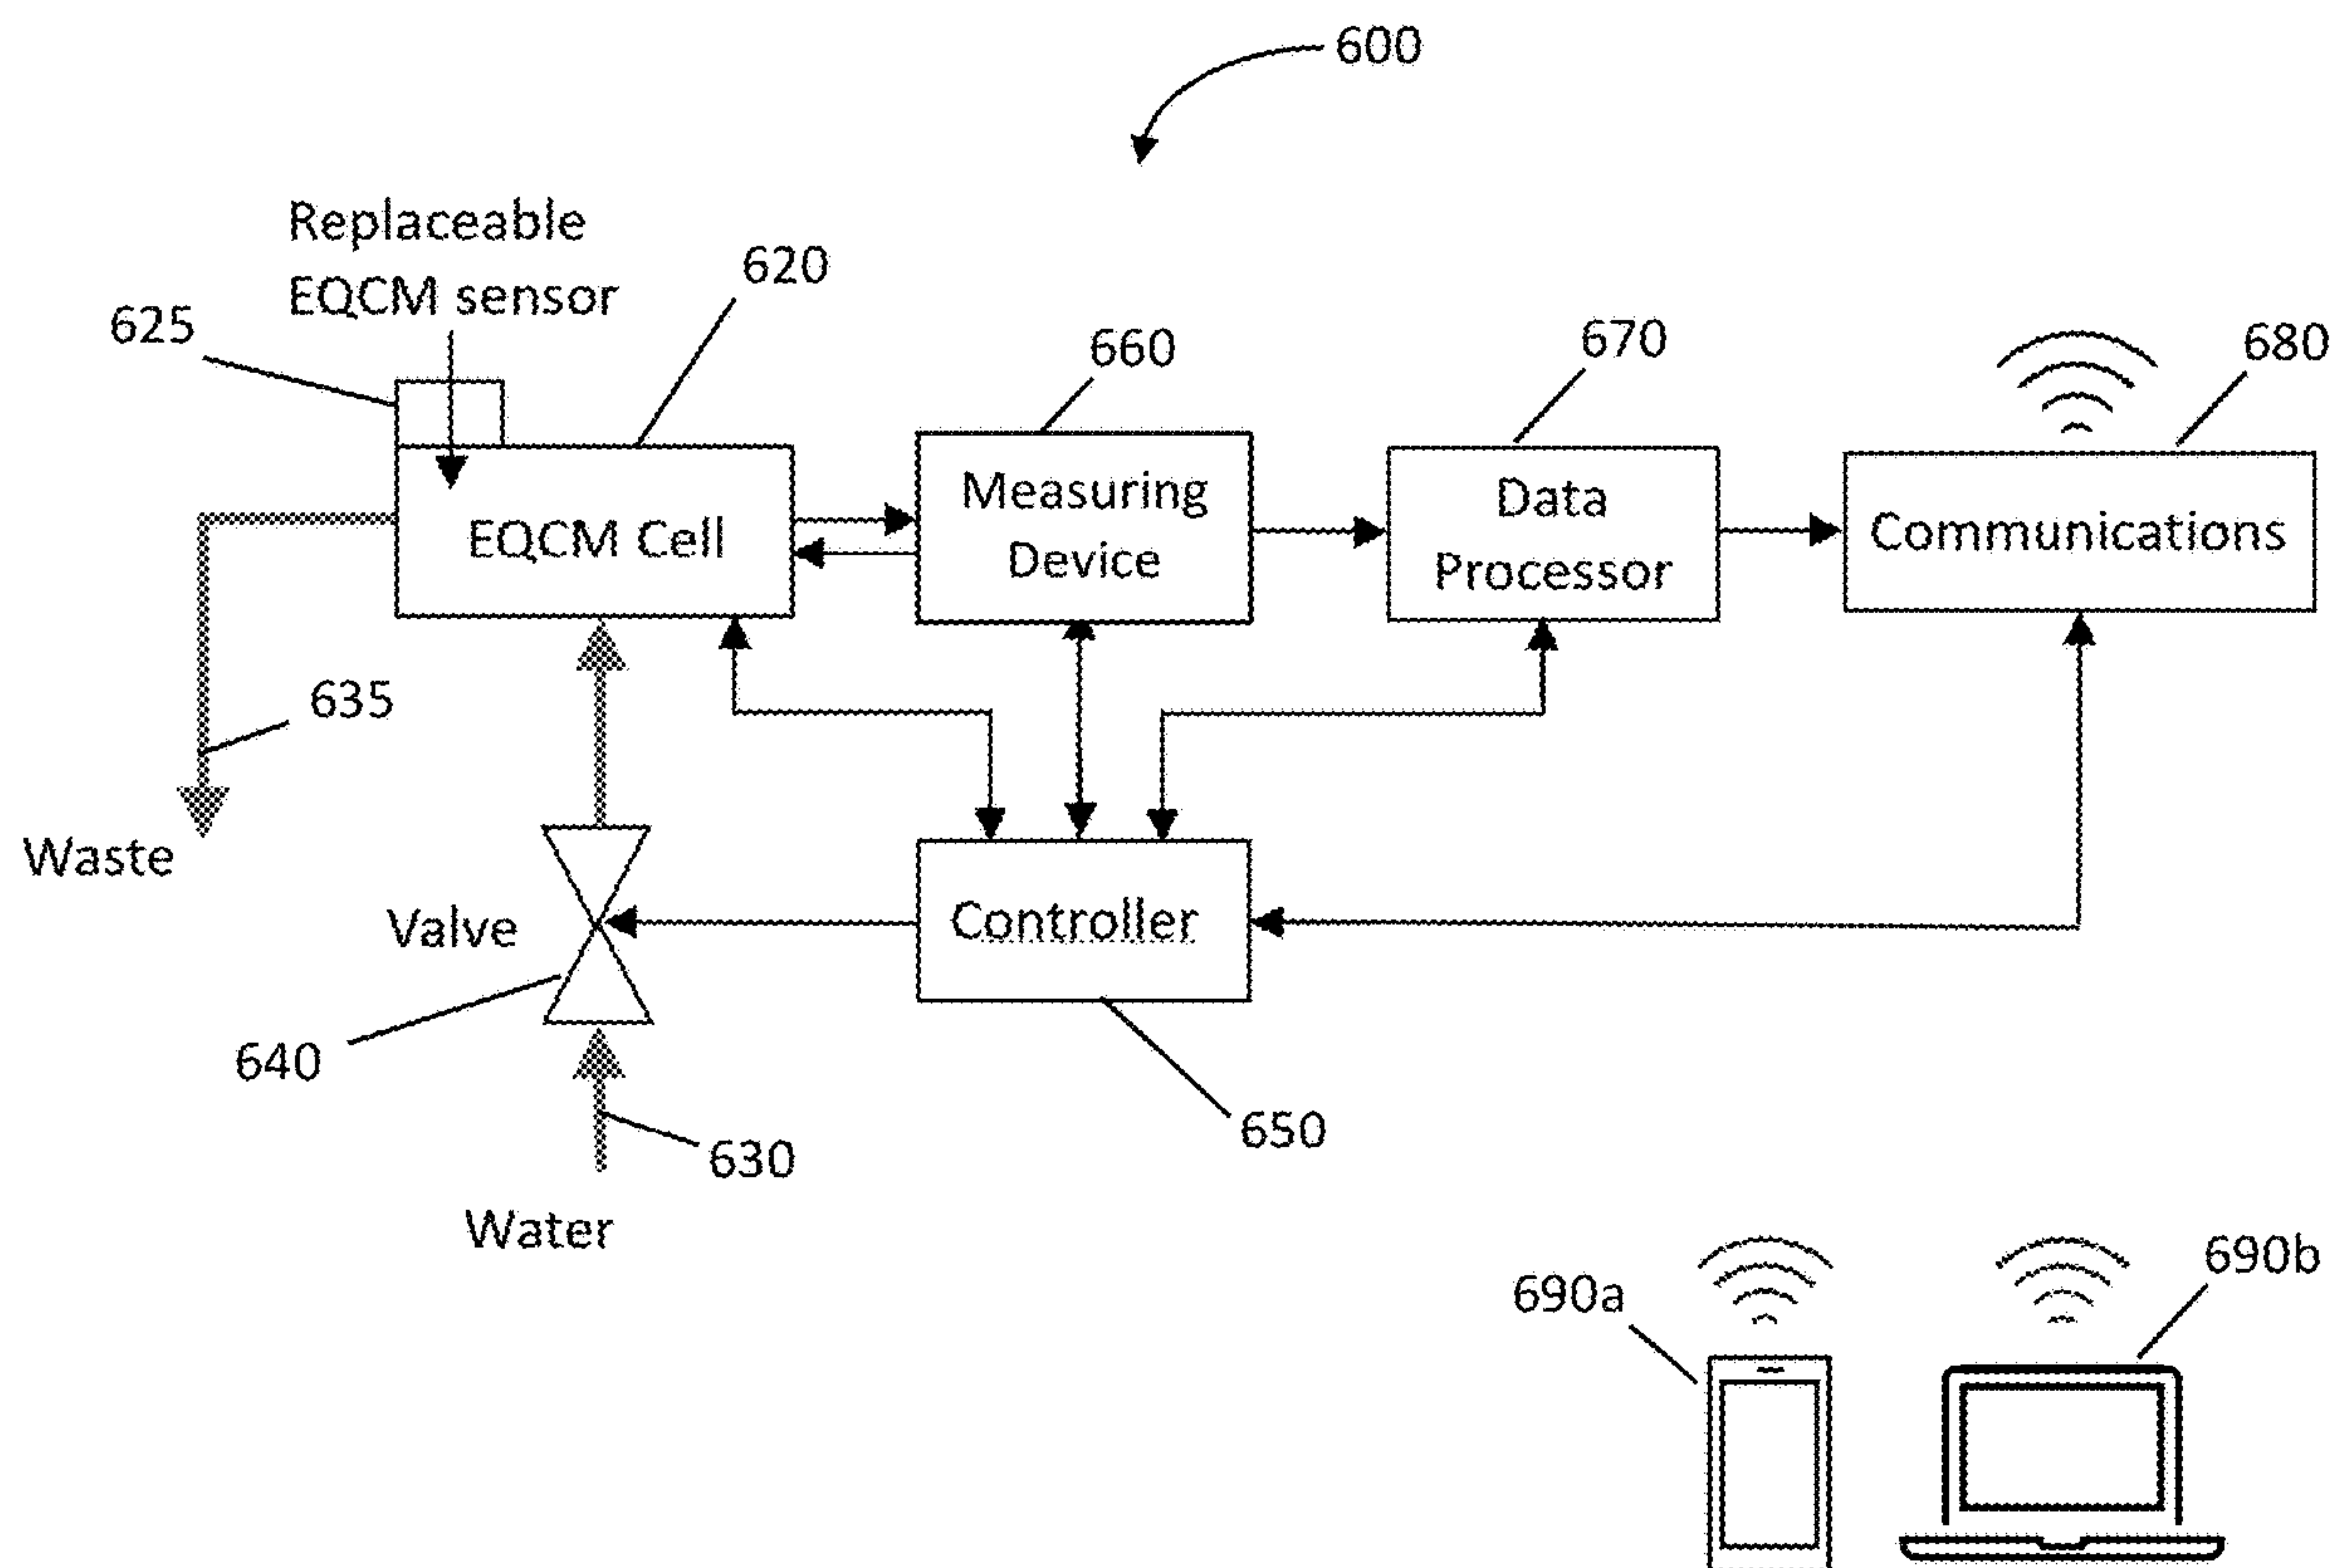 600
Replaceable
EQCM sensor
620
625
660
670
680
EQCM Cell
Measuring
Device
Data
Processor
Communications
635
Waste
Valve
Controller
640
650
630
Water
690a
690b